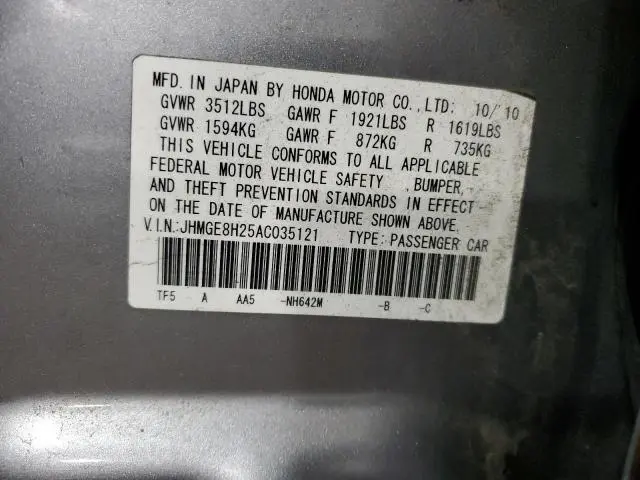 MFD. IN JAPAN BY HONDA MOTOR CO.,LTD: 10/10
GVWR 3512LBS GAWR F 1921LBS R 1619LBS
GVWR 1594KG GAWR F 872KG R 735KG
THIS VEHICLE CONFORMS TO ALL APPLICABLE
FEDERAL MOTOR VEHICLE SAFETY ,BUMPER,
AND THEFT PREVENTION STANDARDS IN EFFECT
ON THE DATE OF MANUFACTURE SHOWN ABOVE.
V.I.N:JHMGE8H25AC035121 TYPE:PASSENGER CAR
TF5 A AA5 -NH642M -B -C